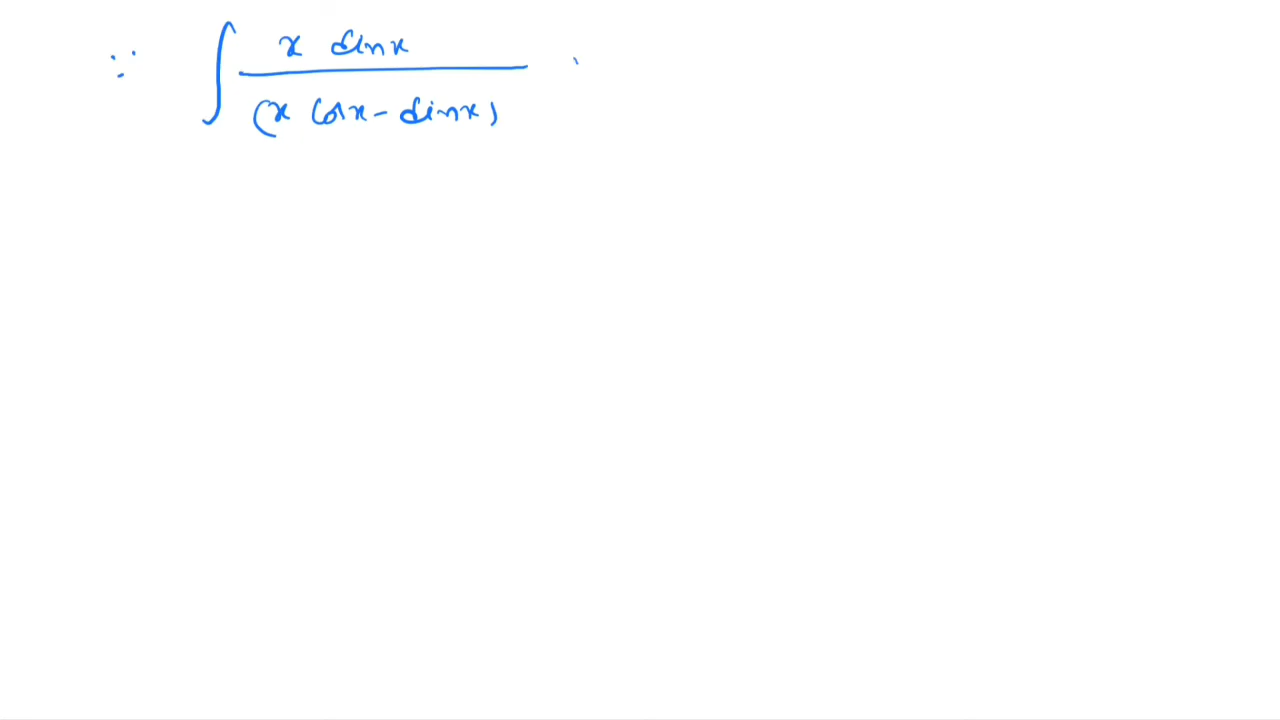 ∵ ∫ x sinx / (x cosx - sinx)